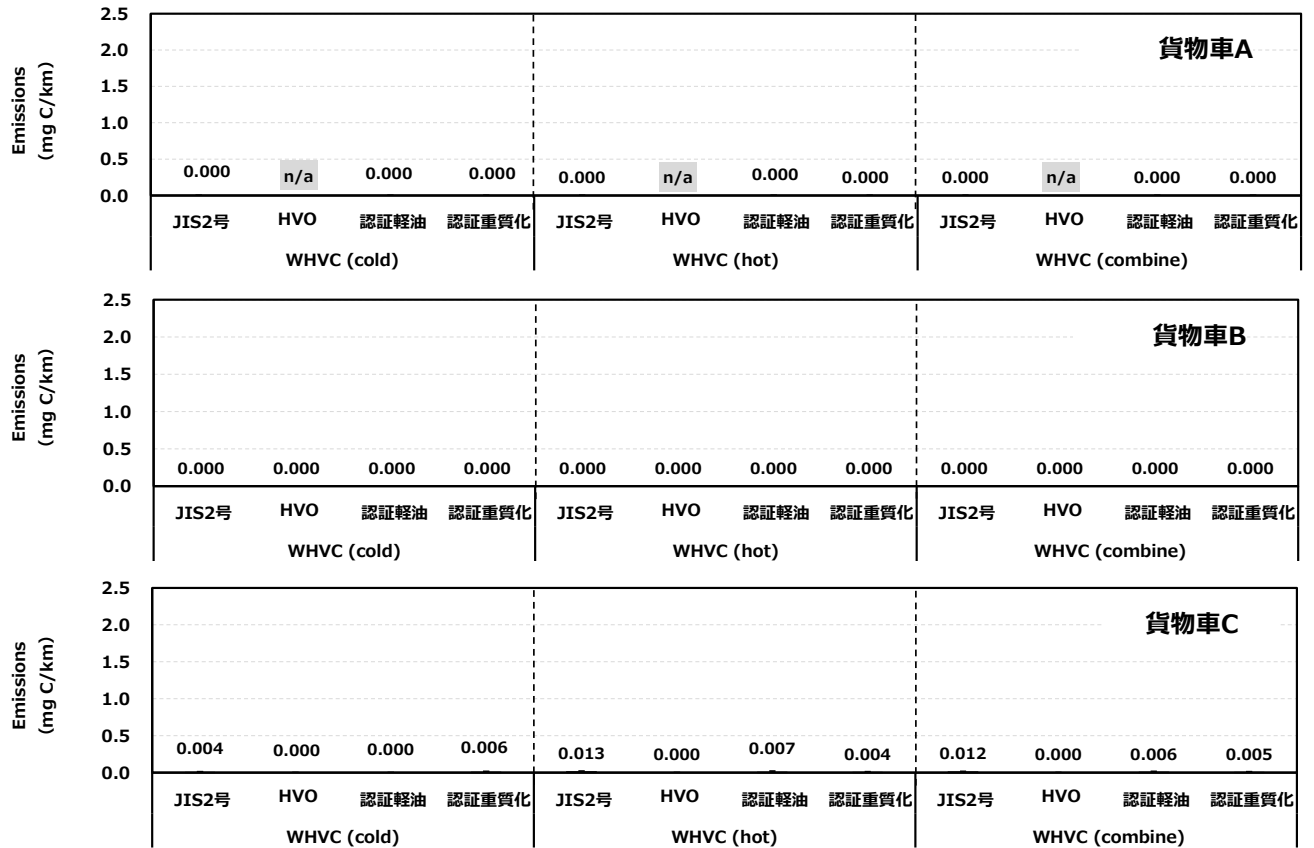 貨物車A
Emissions
(mg C/km)
2.5
2.0
1.5
1.0
0.5
0.0
0.000 n/a 0.000 0.000 0.000 n/a 0.000 0.000 0.000 n/a 0.000 0.000
JIS2号 HVO 認証軽油 認証重質化 JIS2号 HVO 認証軽油 認証重質化 JIS2号 HVO 認証軽油 認証重質化
WHVC (cold) WHVC (hot) WHVC (combine)
貨物車B
Emissions
(mg C/km)
2.5
2.0
1.5
1.0
0.5
0.0
0.000 0.000 0.000 0.000 0.000 0.000 0.000 0.000 0.000 0.000 0.000 0.000
JIS2号 HVO 認証軽油 認証重質化 JIS2号 HVO 認証軽油 認証重質化 JIS2号 HVO 認証軽油 認証重質化
WHVC (cold) WHVC (hot) WHVC (combine)
貨物車C
Emissions
(mg C/km)
2.5
2.0
1.5
1.0
0.5
0.0
0.004 0.000 0.000 0.006 0.013 0.000 0.007 0.004 0.012 0.000 0.006 0.005
JIS2号 HVO 認証軽油 認証重質化 JIS2号 HVO 認証軽油 認証重質化 JIS2号 HVO 認証軽油 認証重質化
WHVC (cold) WHVC (hot) WHVC (combine)